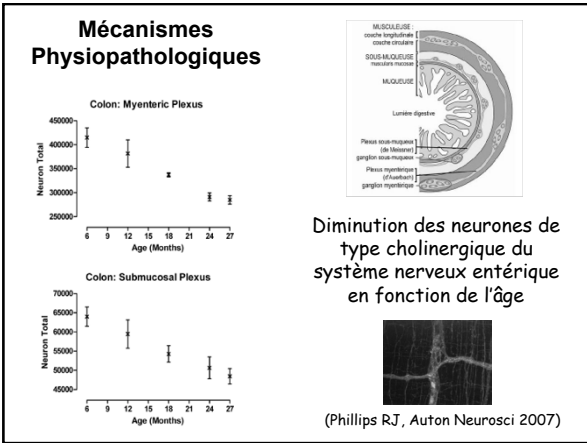 Mécanismes
Physiopathologiques
Colon: Myenteric Plexus
Neuron Total
450000
400000
350000
300000
250000
6 9 12 15 18 21 24 27
Age (Months)
Colon: Submucosal Plexus
Neuron Total
70000
65000
60000
55000
50000
45000
6 9 12 15 18 21 24 27
Age (Months)
MUSCULEUSE :
couche longitudinale
couche circulaire
SOUS-MUQUEUSE
muscularis mucosae
MUQUEUSE
Lumière digestive
Plexus sous-muqueux
(de Meissner)
ganglion sous-muqueux
Plexus myentérique
(d'Auerbach)
ganglion myentérique
Diminution des neurones de
type cholinergique du
système nerveux entérique
en fonction de l'âge
(Phillips RJ, Auton Neurosci 2007)